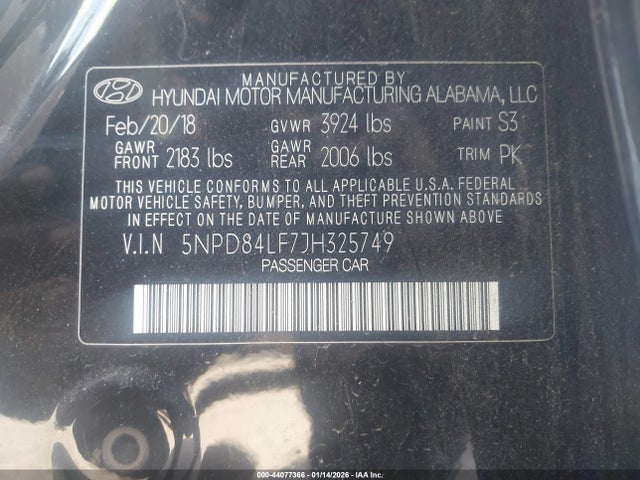 MANUFACTURED BY
HYUNDAI MOTOR MANUFACTURING ALABAMA, LLC
Feb/20/18 GVWR 3924 lbs PAINT S3
GAWR FRONT 2183 lbs GAWR REAR 2006 lbs TRIM PK
THIS VEHICLE CONFORMS TO ALL APPLICABLE U.S.A. FEDERAL
MOTOR VEHICLE SAFETY, BUMPER, AND THEFT PREVENTION STANDARDS
IN EFFECT ON THE DATE OF MANUFACTURE SHOWN ABOVE
V.I.N 5NPD84LF7JH325749
PASSENGER CAR
000-44077366 - 01/14/2026 - IAA Inc.